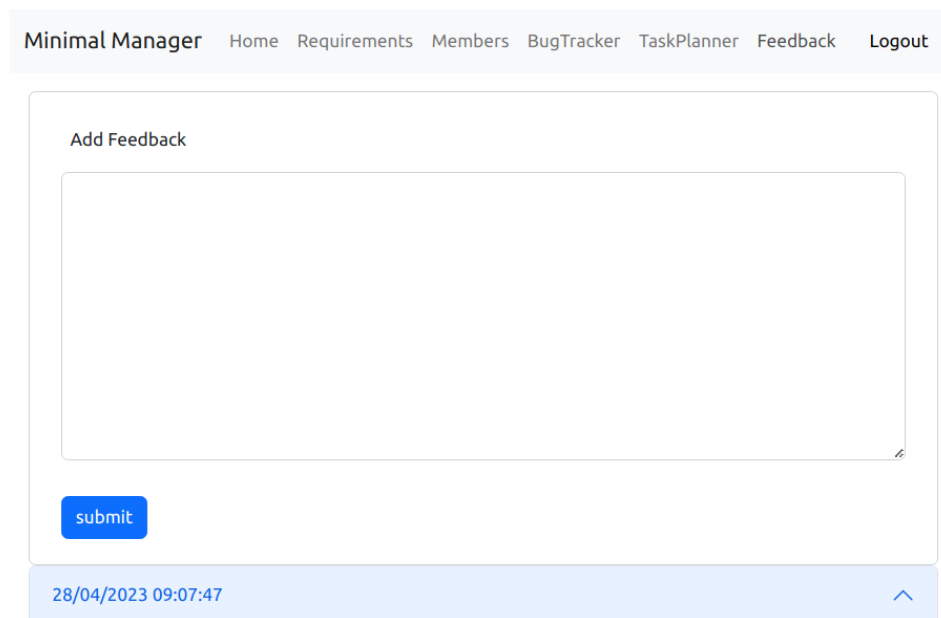 Minimal Manager Home Requirements Members BugTracker TaskPlanner Feedback Logout
Add Feedback
submit
28/04/2023 09:07:47